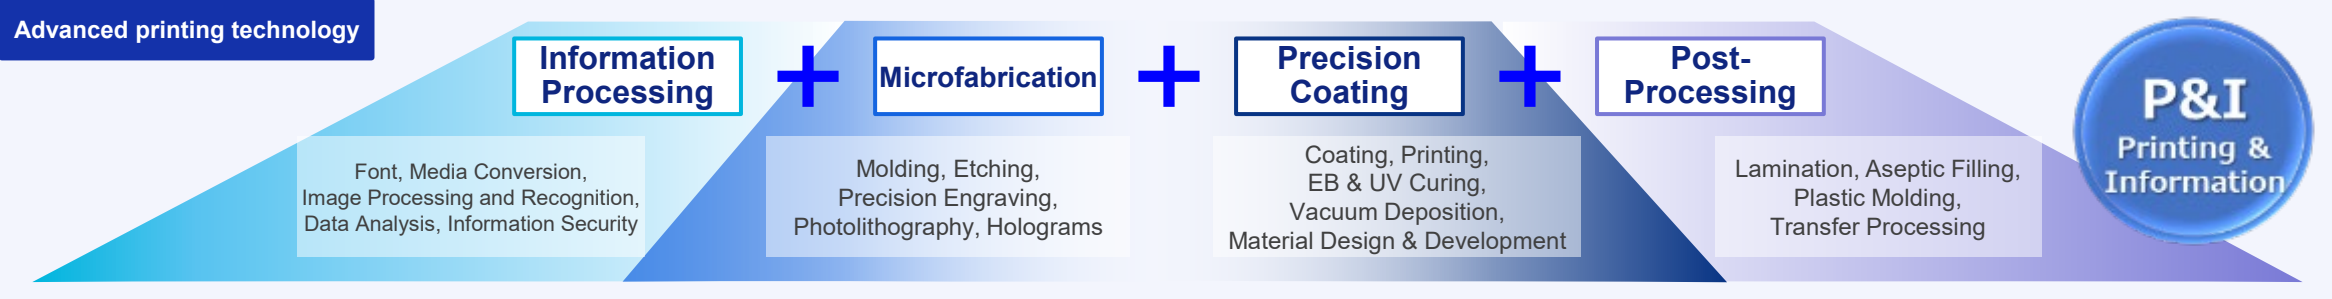 Advanced printing technology
Information
Processing
Font, Media Conversion,
Image Processing and Recognition,
Data Analysis, Information Security
+
Microfabrication
Molding, Etching,
Precision Engraving,
Photolithography, Holograms
+
Precision
Coating
Coating, Printing,
EB & UV Curing,
Vacuum Deposition,
Material Design & Development
+
Post-
Processing
Lamination, Aseptic Filling,
Plastic Molding,
Transfer Processing
P&I
Printing &
Information